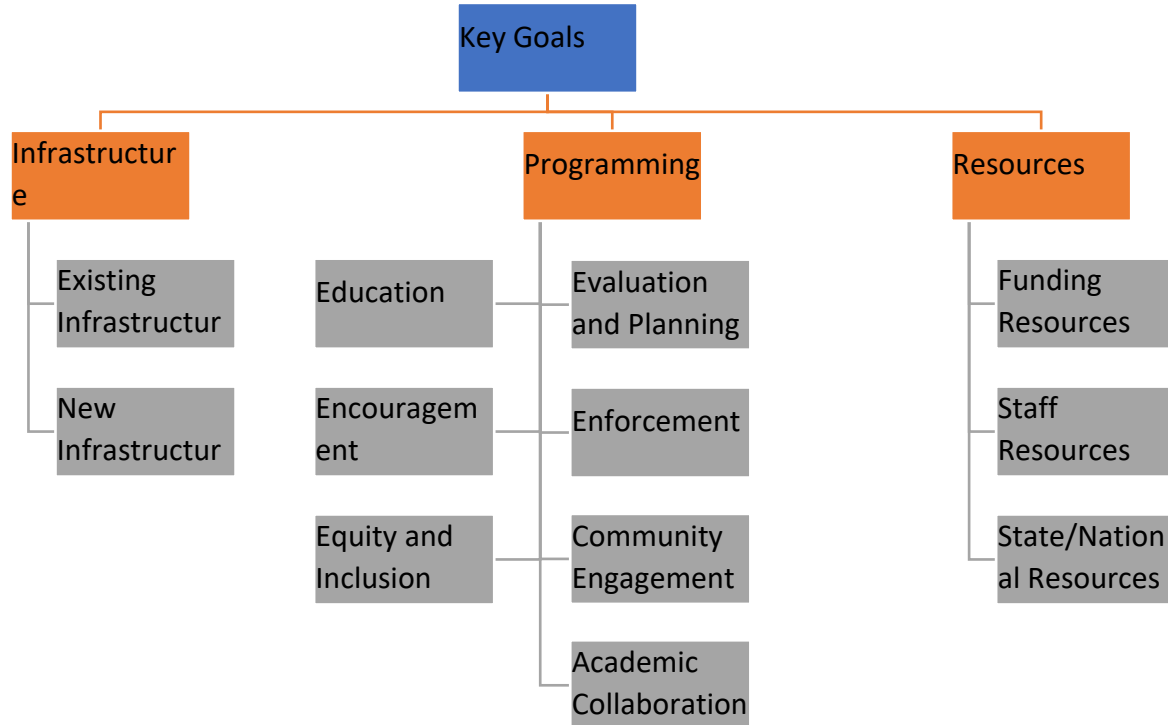 Key Goals
Infrastructur
e
Programming
Resources
Existing
Infrastructur
New
Infrastructur
Education
Evaluation
and Planning
Encouragem
ent
Enforcement
Equity and
Inclusion
Community
Engagement
Academic
Collaboration
Funding
Resources
Staff
Resources
State/Nation
al Resources